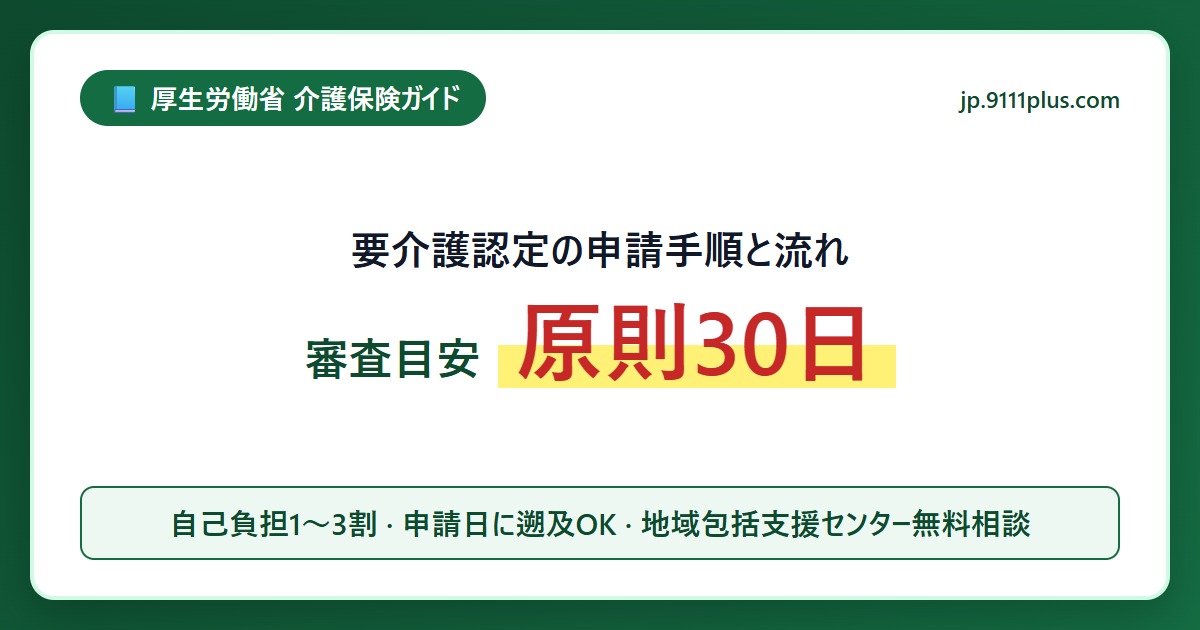 📘 厚生労働省 介護保険ガイド
jp.9111plus.com
要介護認定の申請手順と流れ
審査目安 原則30日
自己負担1〜3割 · 申請日に遡及OK · 地域包括支援センター無料相談